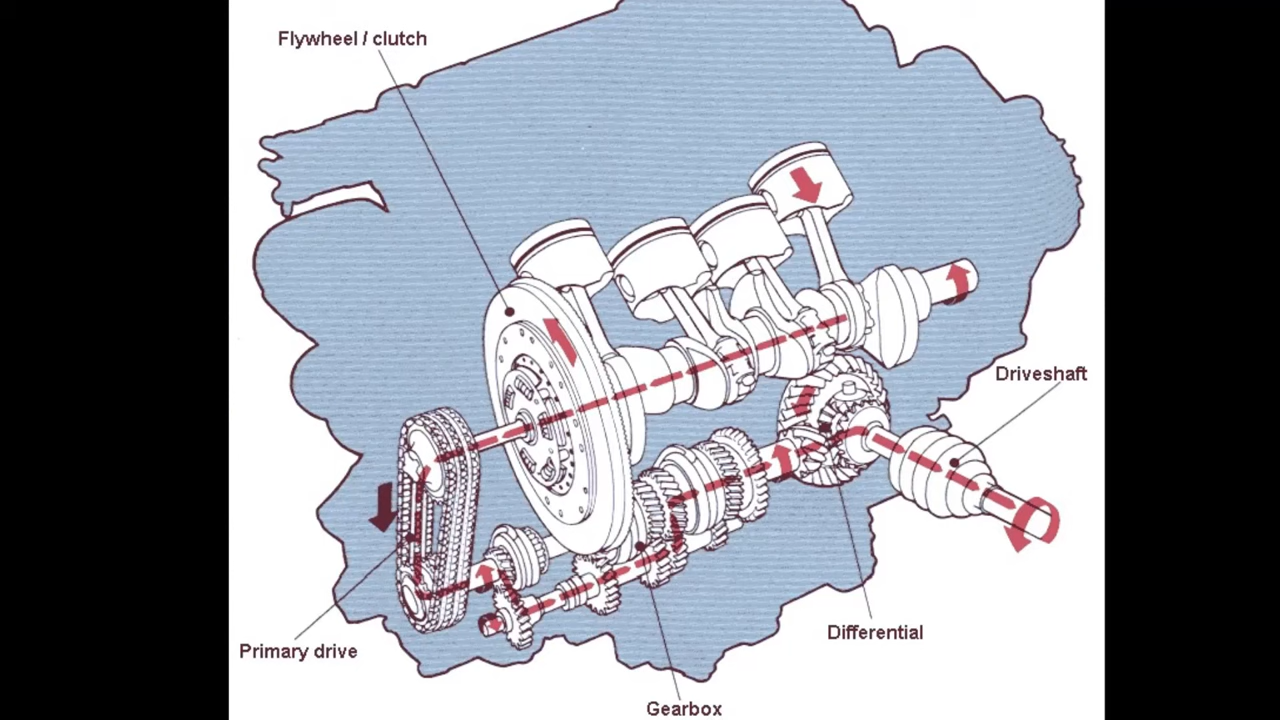 Flywheel / clutch
Driveshaft
Differential
Primary drive
Gearbox